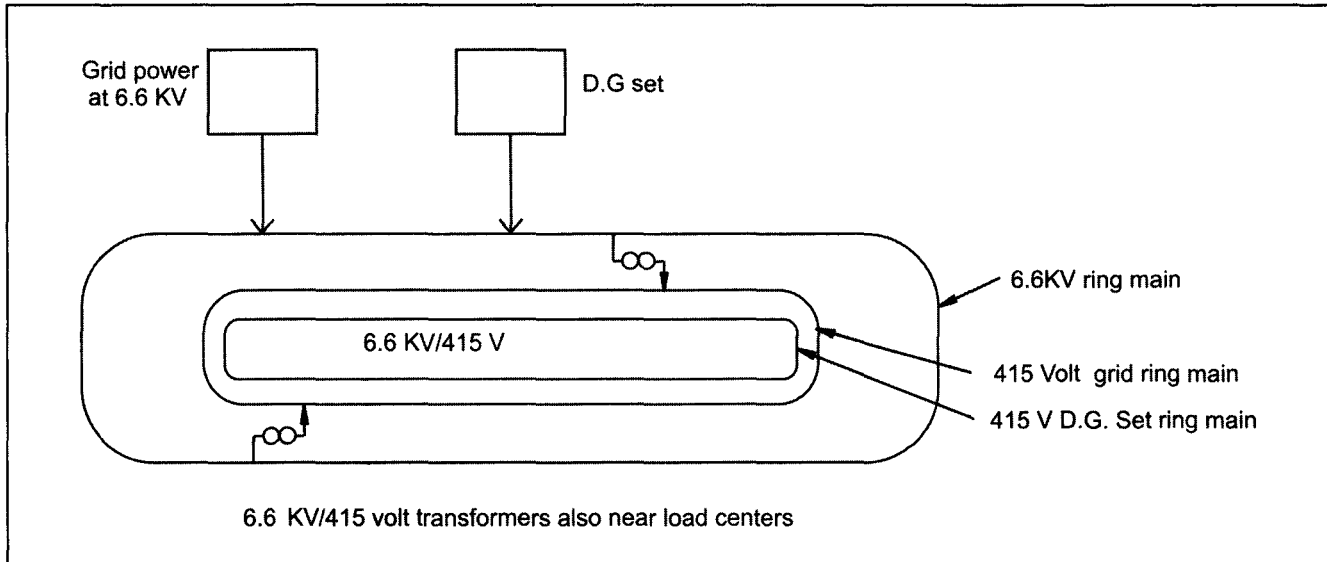 Grid power
at 6.6 KV
D.G set
6.6KV ring main
6.6 KV/415 V
415 Volt grid ring main
415 V D.G. Set ring main
6.6 KV/415 volt transformers also near load centers